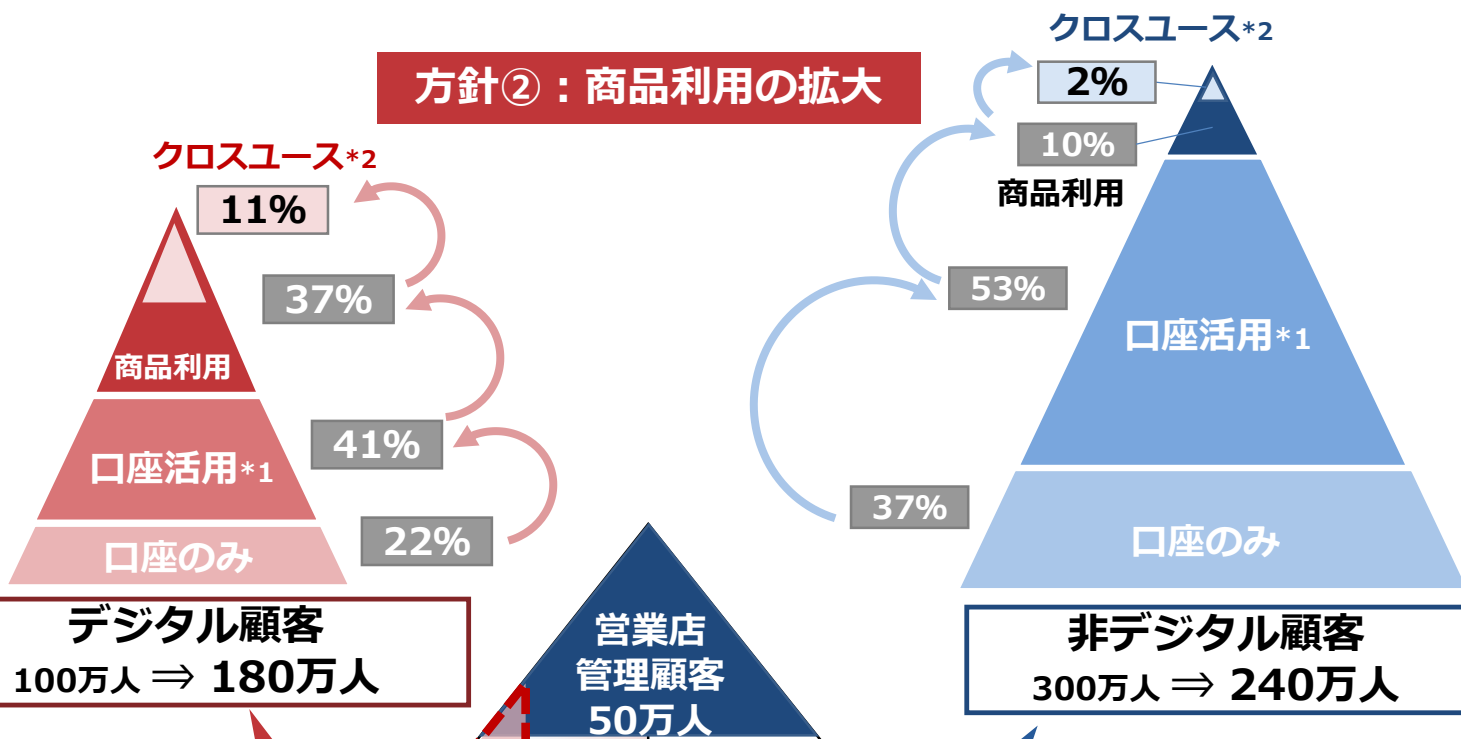 方針②：商品利用の拡大
クロスユース*2
11%
37%
商品利用
41%
口座活用*1
22%
口座のみ
デジタル顧客
100万人 ⇒ 180万人
営業店
管理顧客
50万人
クロスユース*2
2%
10%
商品利用
53%
口座活用*1
37%
口座のみ
非デジタル顧客
300万人 ⇒ 240万人